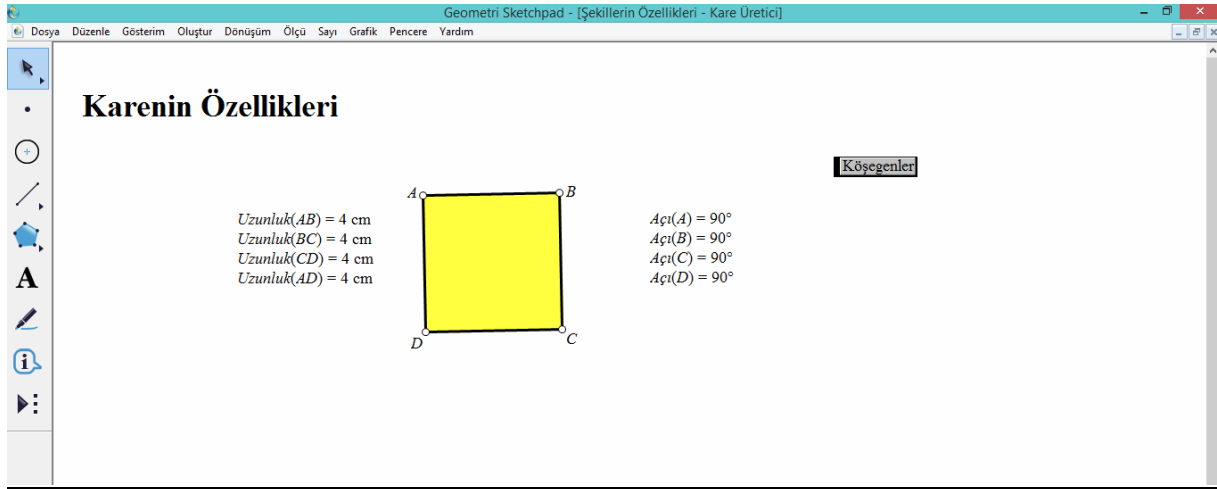 Geometri Sketchpad - [Şekillerin Özellikleri - Kare Üretici]
Dosya Düzenle Gösterim Oluştur Dönüşüm Ölçü Sayı Grafik Pencere Yardım
Karenin Özellikleri
Köşegenler
A
B
Uzunluk(AB) = 4 cm
Uzunluk(BC) = 4 cm
Uzunluk(CD) = 4 cm
Uzunluk(AD) = 4 cm
Açı(A) = 90°
Açı(B) = 90°
Açı(C) = 90°
Açı(D) = 90°
D
C
A
i